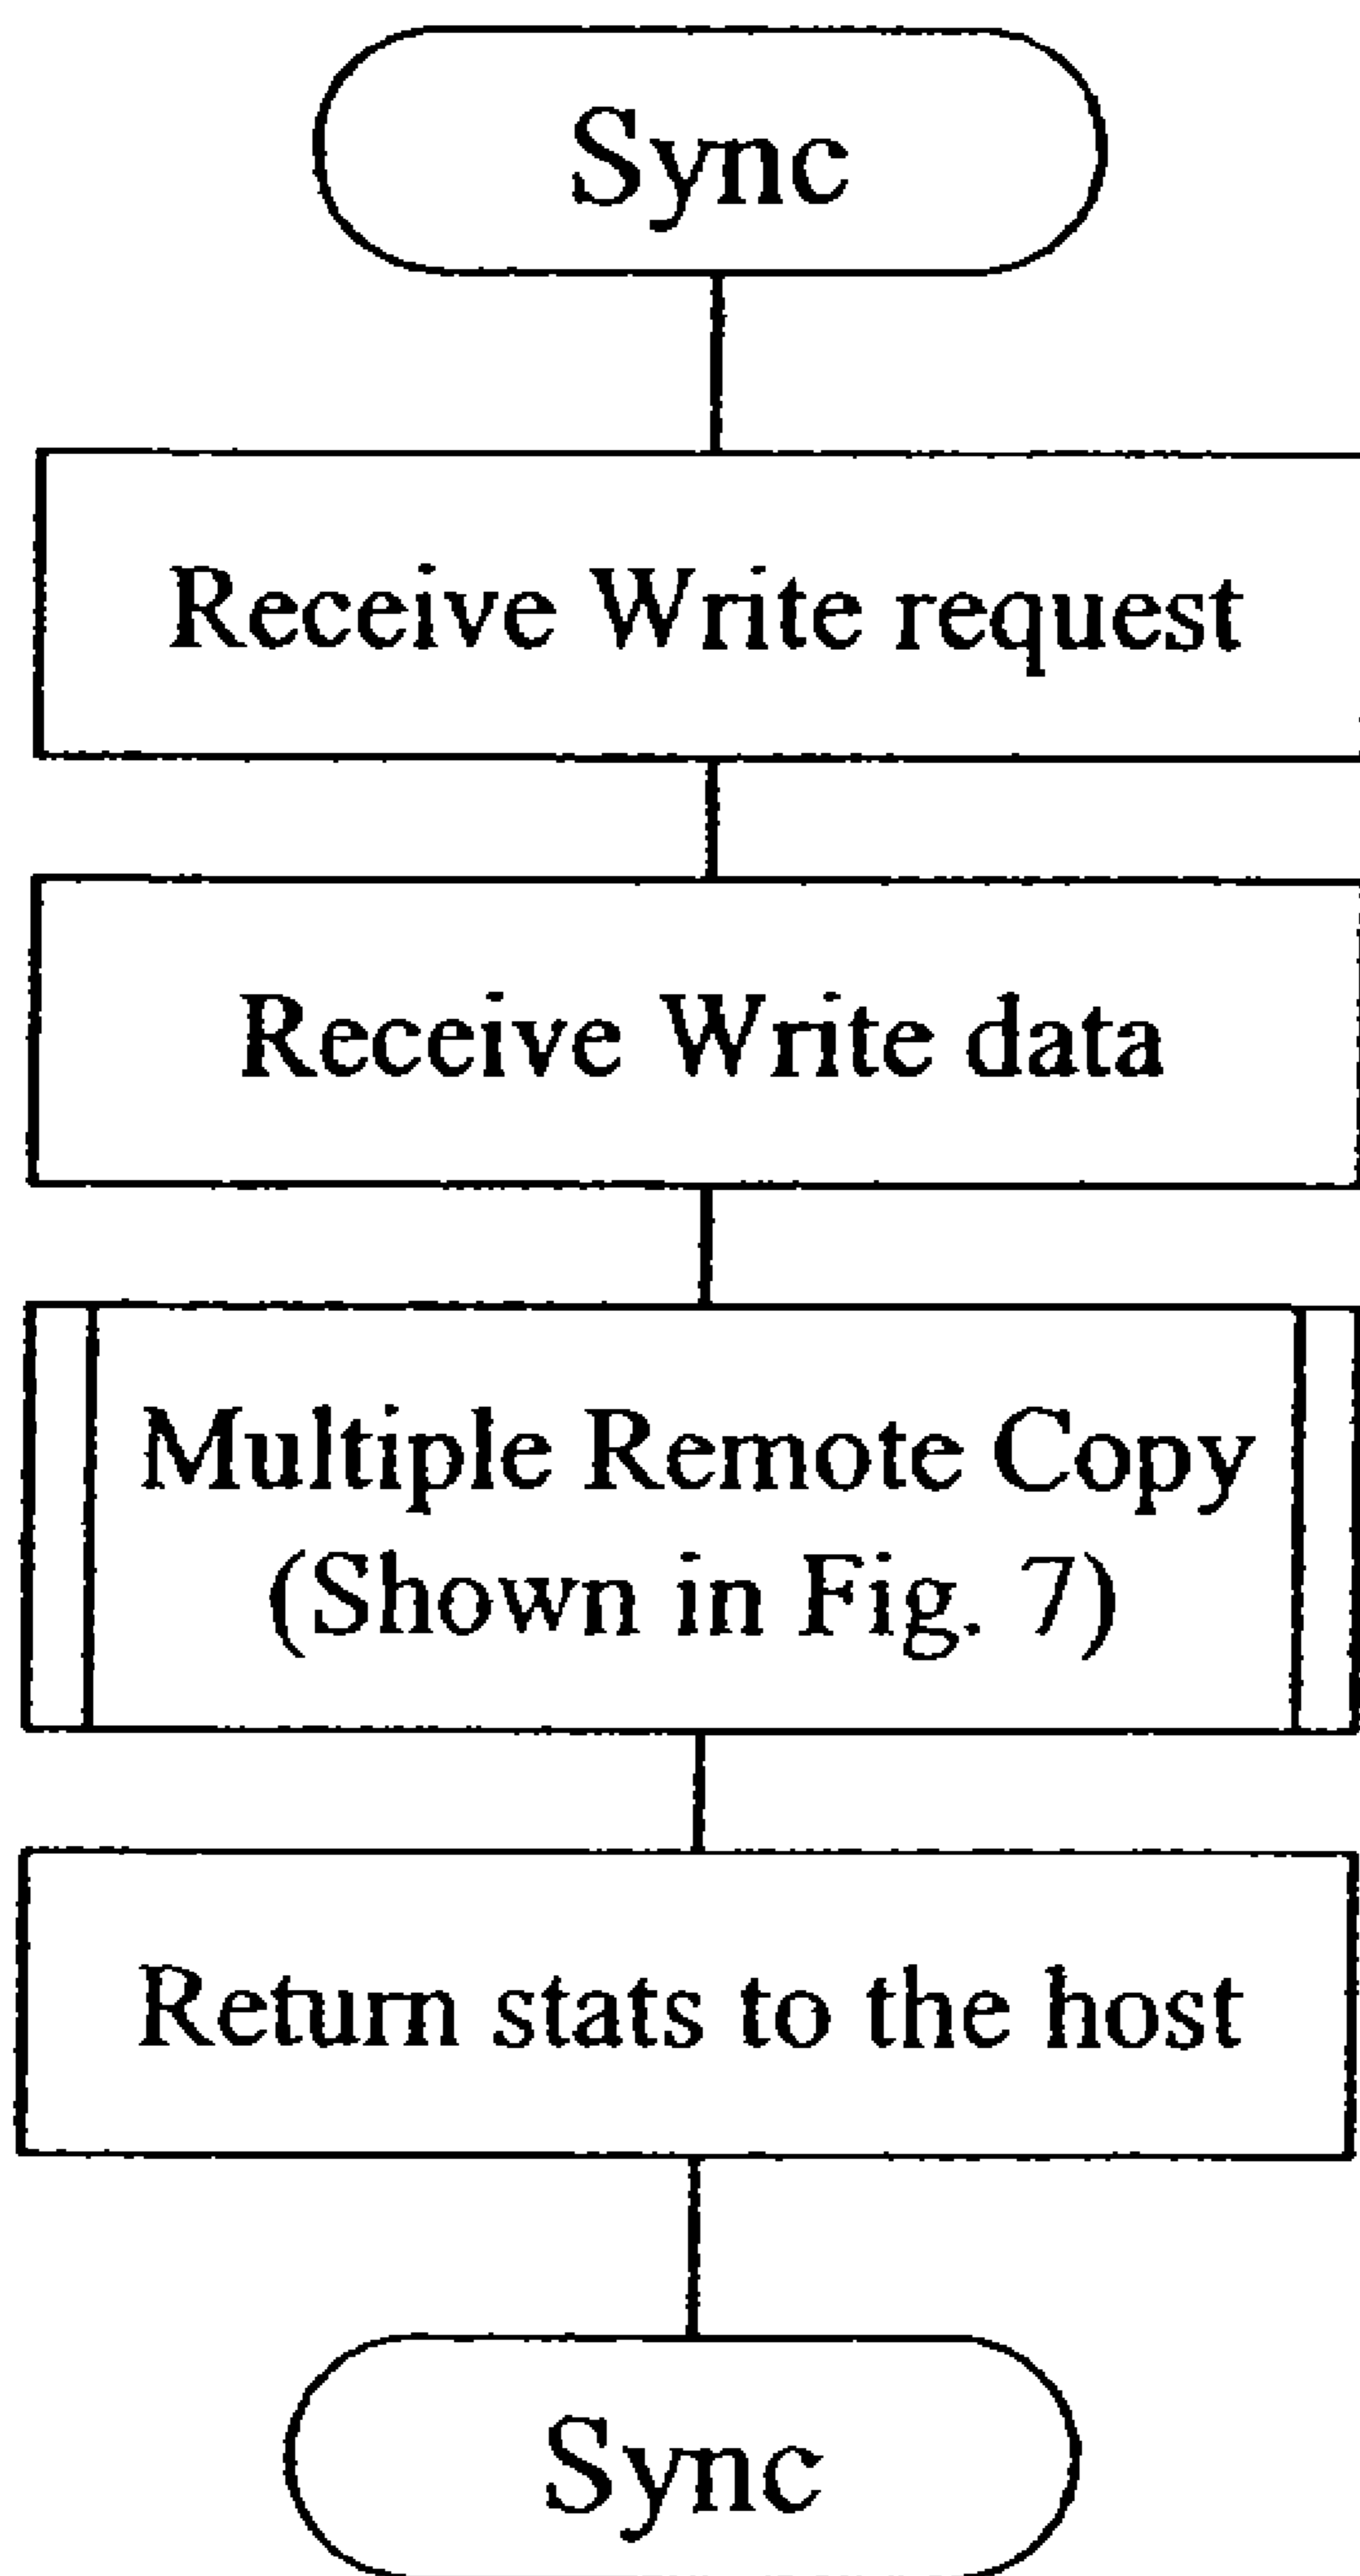 Sync
Receive Write request
Receive Write data
Multiple Remote Copy
(Shown in Fig. 7)
Return stats to the host
Sync